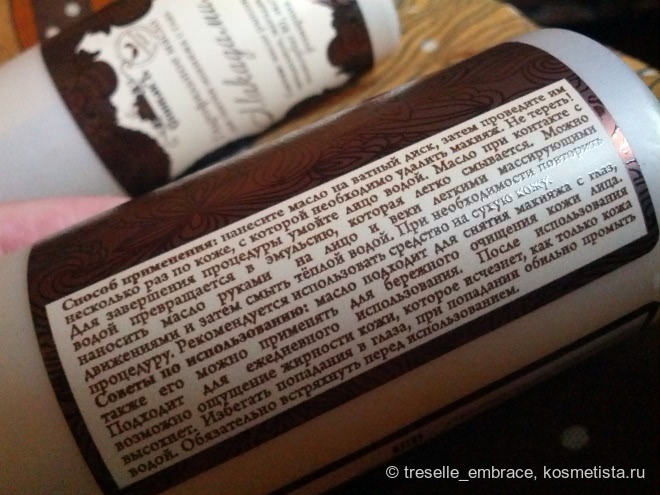 Способ применения: нанесите масло на ватный диск, затем проведите им
несколько раз по коже, с которой необходимо удалить макияж. Не тереть!
Для завершения процедуры умойте лицо водой. Масло при контакте с
водой превращается в эмульсию, которая легко смывается. Можно
наносить масло руками на лицо и веки легкими массирующими
движениями и затем смыть тёплой водой. При необходимости повторить
процедуру. Рекомендуется использовать средство на сухую кожу.
Советы по использованию: масло подходит для снятия макияжа с глаз,
также его можно применять для бережного очищения кожи лица.
Подходит для ежедневного использования. После использования
возможно ощущение жирности кожи, которое исчезнет, как только кожа
высохнет. Избегать попадания в глаза, при попадании обильно промыть
водой. Обязательно встряхнуть перед использованием.
© treselle_embrace, kosmetista.ru